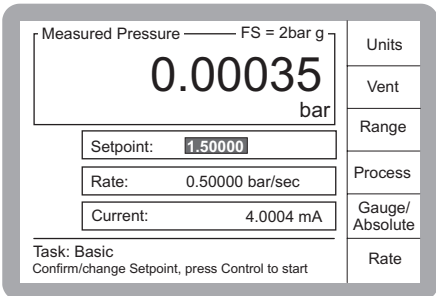 Measured Pressure FS = 2bar g
0.00035
bar
Setpoint: 1.50000
Rate: 0.50000 bar/sec
Current: 4.0004 mA
Task: Basic
Confirm/change Setpoint, press Control to start
Units
Vent
Range
Process
Gauge/
Absolute
Rate